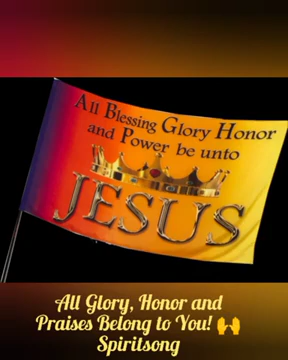 All Blessing Glory Honor
and Power be unto
JESUS
All Glory, Honor and
Praises Belong to You! 🙌
Spiritsong